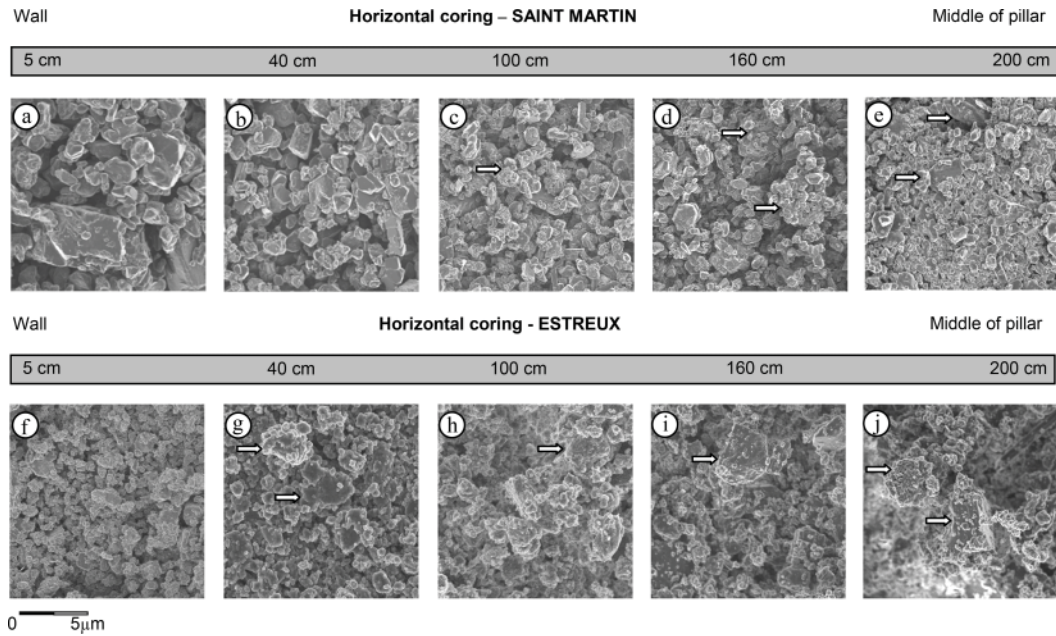 Wall Horizontal coring – SAINT MARTIN Middle of pillar
5 cm 40 cm 100 cm 160 cm 200 cm
a b c d e
Wall Horizontal coring - ESTREUX Middle of pillar
5 cm 40 cm 100 cm 160 cm 200 cm
f g h i j
0 5μm